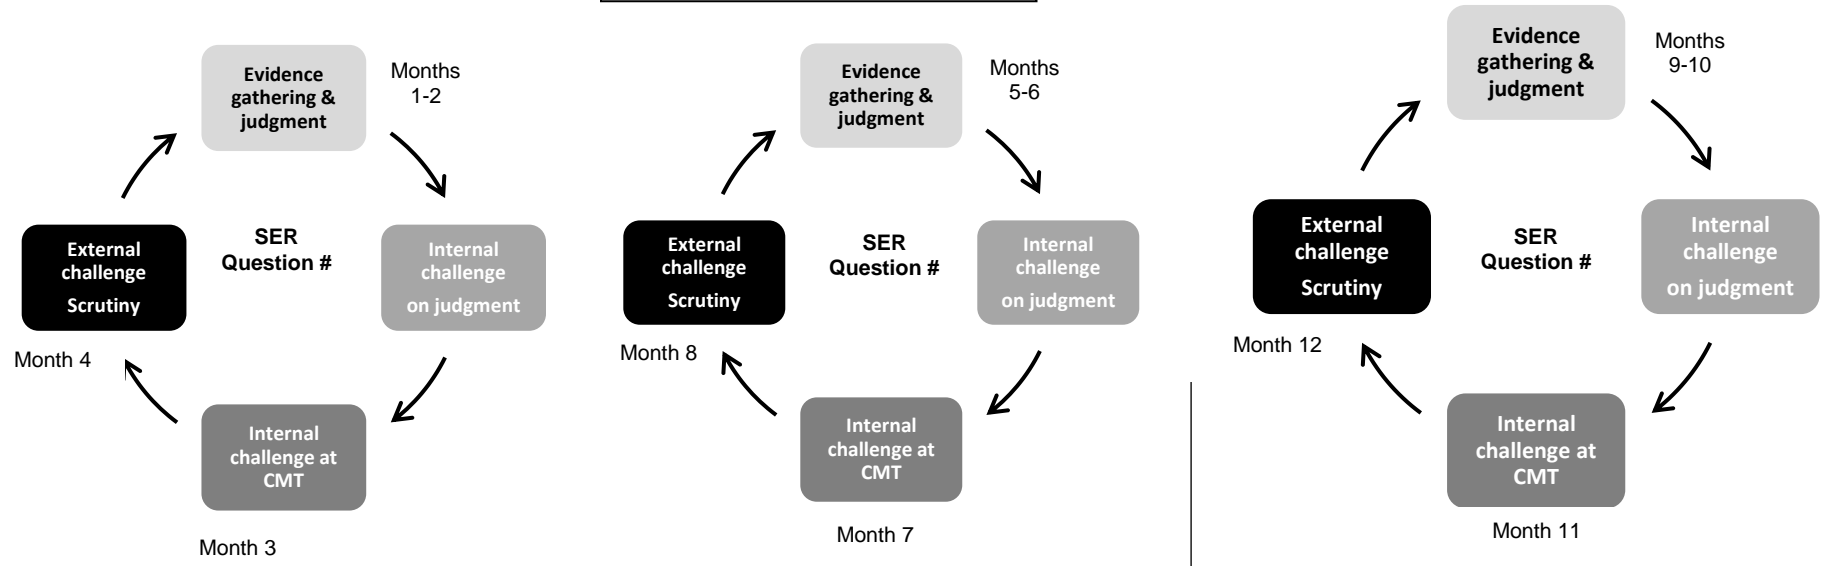 Evidence
gathering &
judgment
Months
1-2
External
challenge
Scrutiny
SER
Question #
Internal
challenge
on judgment
Month 4
Internal
challenge at
CMT
Month 3
Evidence
gathering &
judgment
Months
5-6
External
challenge
Scrutiny
SER
Question #
Internal
challenge
on judgment
Month 8
Internal
challenge at
CMT
Month 7
Evidence
gathering &
judgment
Months
9-10
External
challenge
Scrutiny
SER
Question #
Internal
challenge
on judgment
Month 12
Internal
challenge at
CMT
Month 11